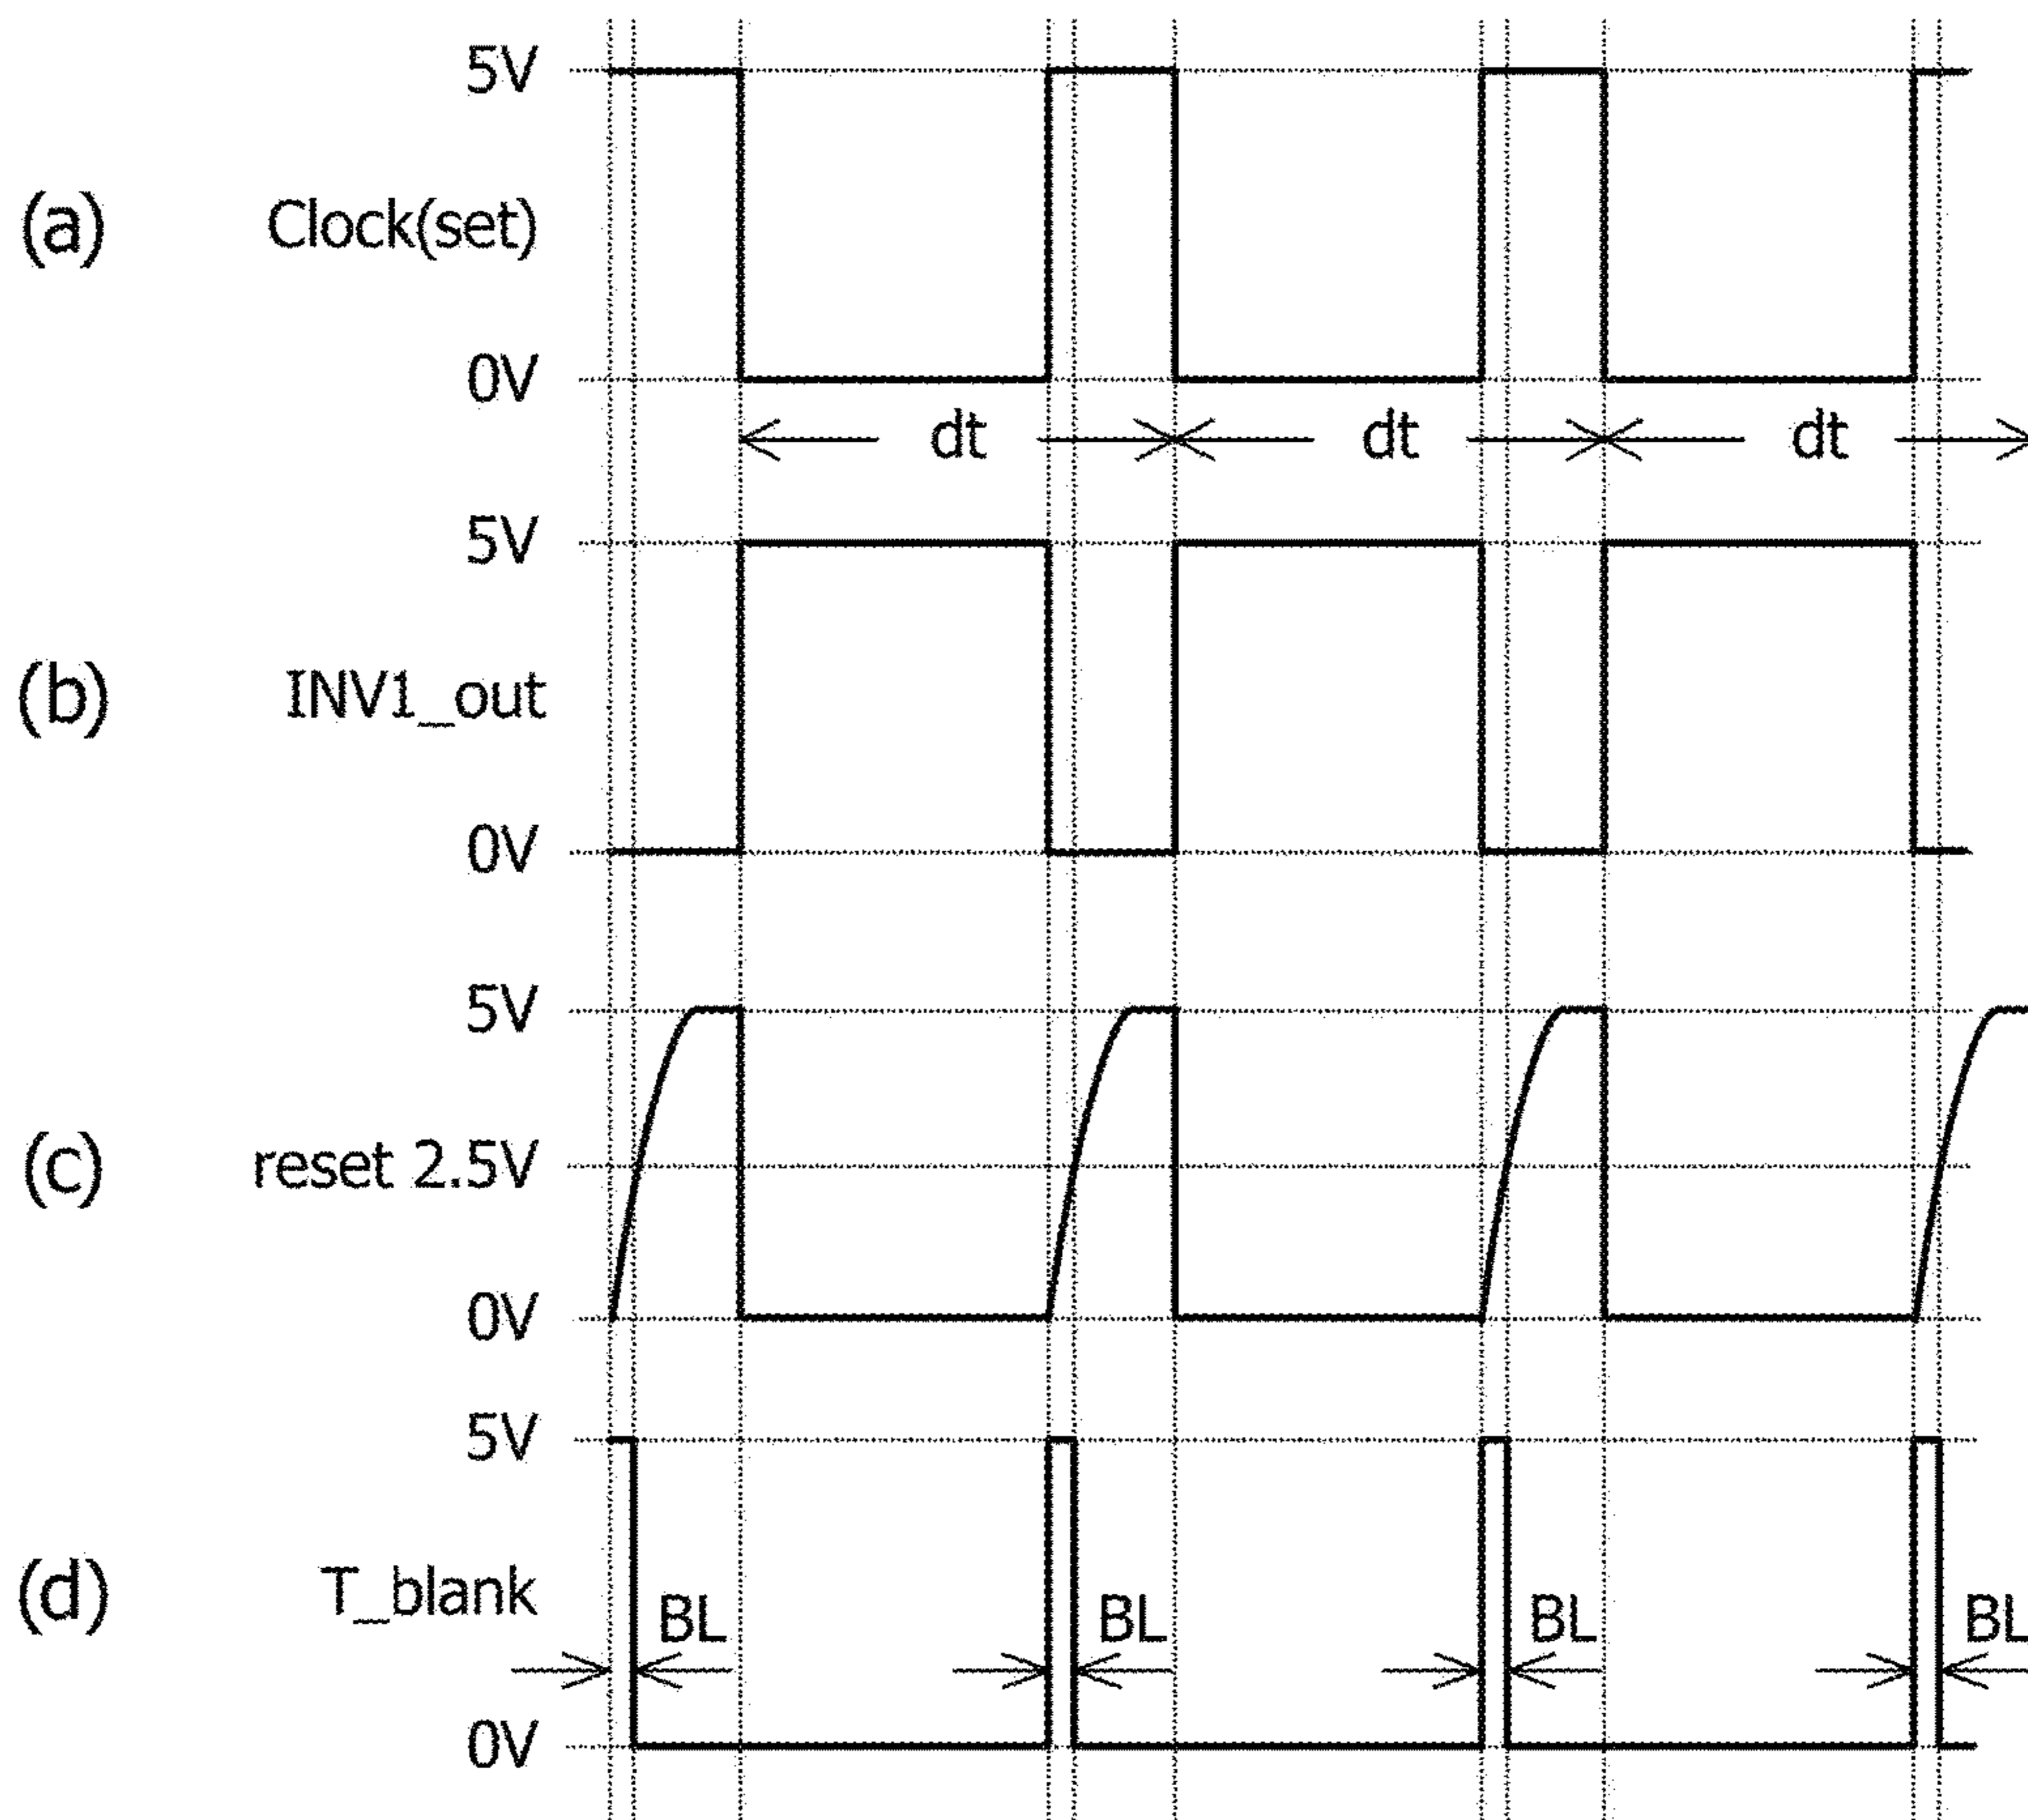 5V
(a) Clock(set)
0V
dt dt dt
5V
(b) INV1_out
0V
5V
(c) reset 2.5V
0V
5V
(d) T_blank
BL BL BL BL
0V